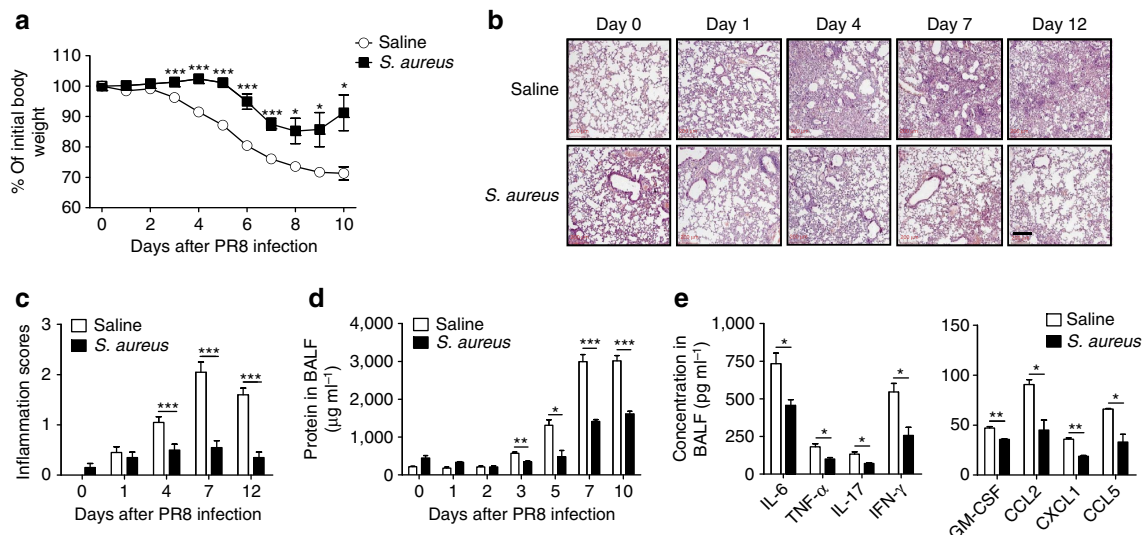 a
Saline
S. aureus
110
100
90
80
70
60
% Of initial body
weight
*** *** *** *** *** * * *
0 2 4 6 8 10
Days after PR8 infection
b
Day 0 Day 1 Day 4 Day 7 Day 12
Saline
S. aureus
c
Saline
S. aureus
3
2
1
0
Inflammation scores
*** *** ***
0 1 4 7 12
Days after PR8 infection
d
Saline
S. aureus
4,000
3,000
2,000
1,000
0
Protein in BALF
(µg ml⁻¹)
** * *** ***
0 1 2 3 5 7 10
Days after PR8 infection
e
1,000
750
500
250
0
Concentration in
BALF (pg ml⁻¹)
* * * *
IL-6 TNF-α IL-17 IFN-γ
Saline
S. aureus
150
100
50
0
** * ** *
GM-CSF CCL2 CXCL1 CCL5